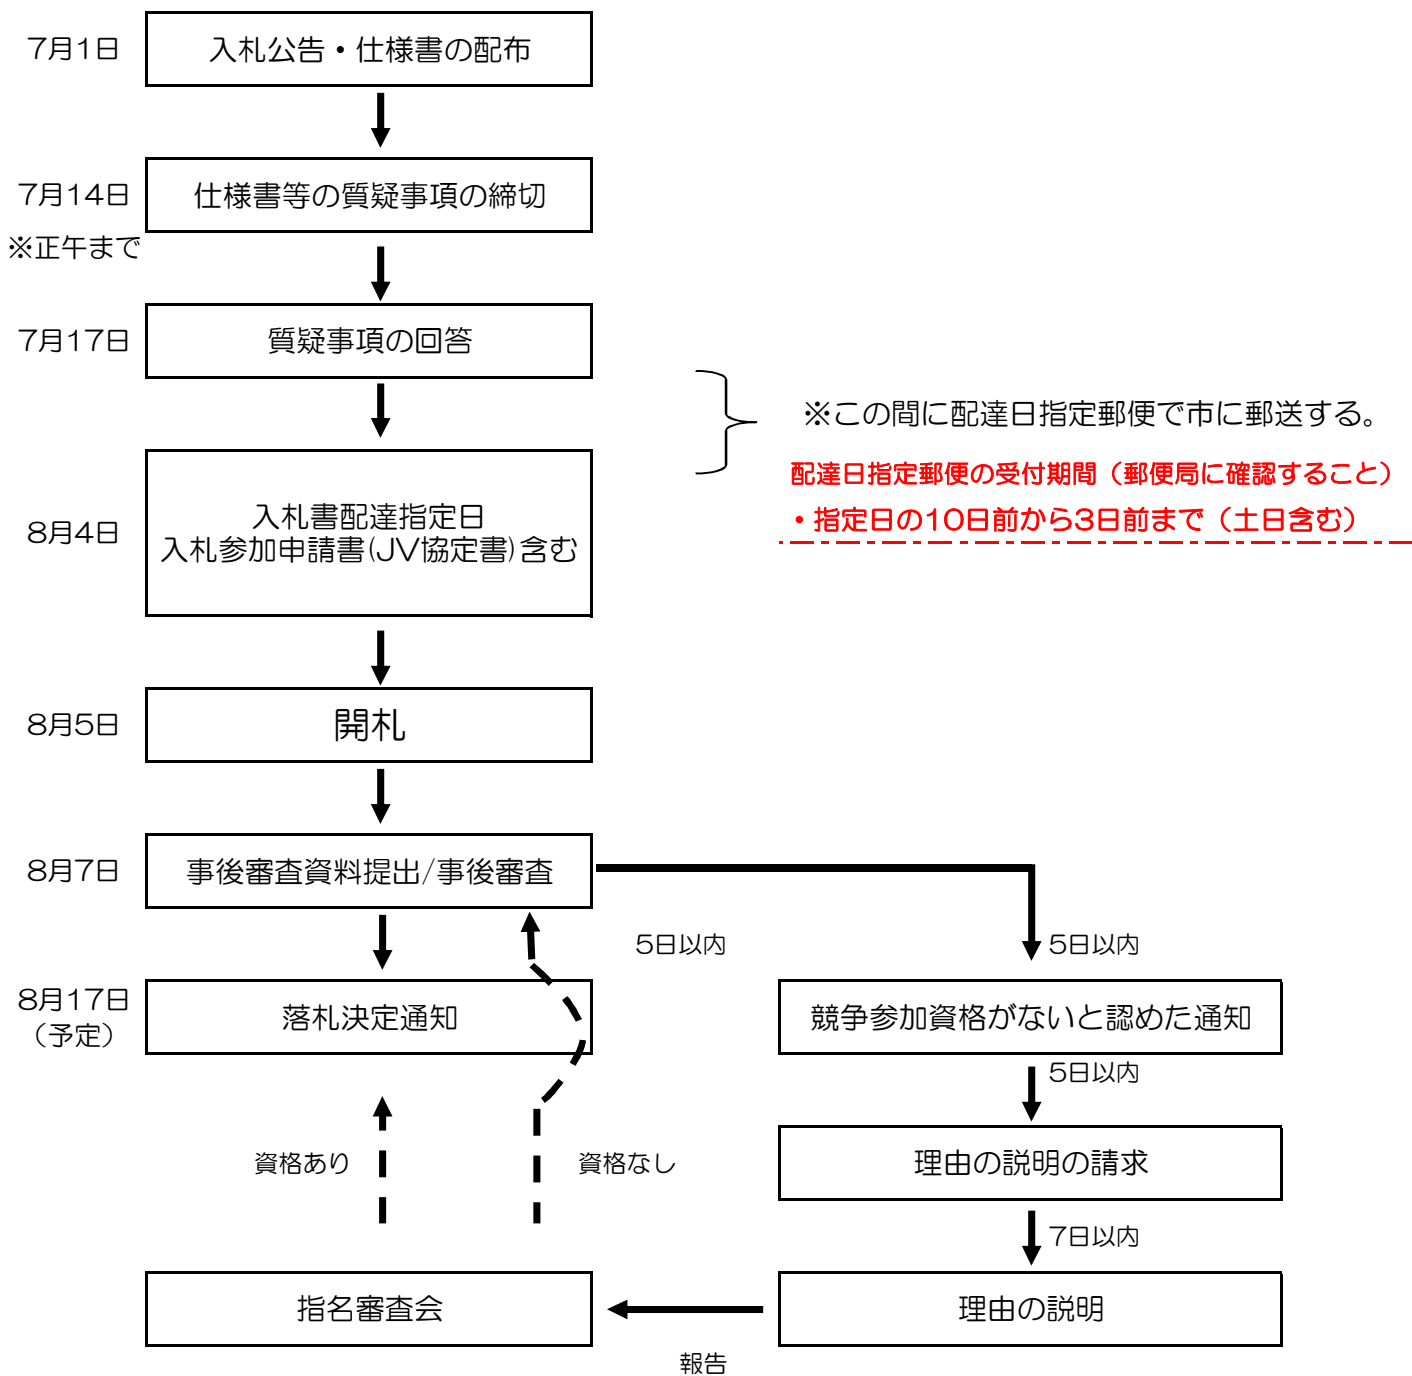 7月1日
入札公告・仕様書の配布
7月14日
仕様書等の質疑事項の締切
※正午まで
7月17日
質疑事項の回答
※この間に配達日指定郵便で市に郵送する。
配達日指定郵便の受付期間（郵便局に確認すること）
・指定日の10日前から3日前まで（土日含む）
8月4日
入札書配達指定日
入札参加申請書(JV協定書)含む
8月5日
開札
8月7日
事後審査資料提出/事後審査
5日以内
5日以内
8月17日
（予定）
落札決定通知
競争参加資格がないと認めた通知
5日以内
資格あり
資格なし
理由の説明の請求
7日以内
指名審査会
理由の説明
報告